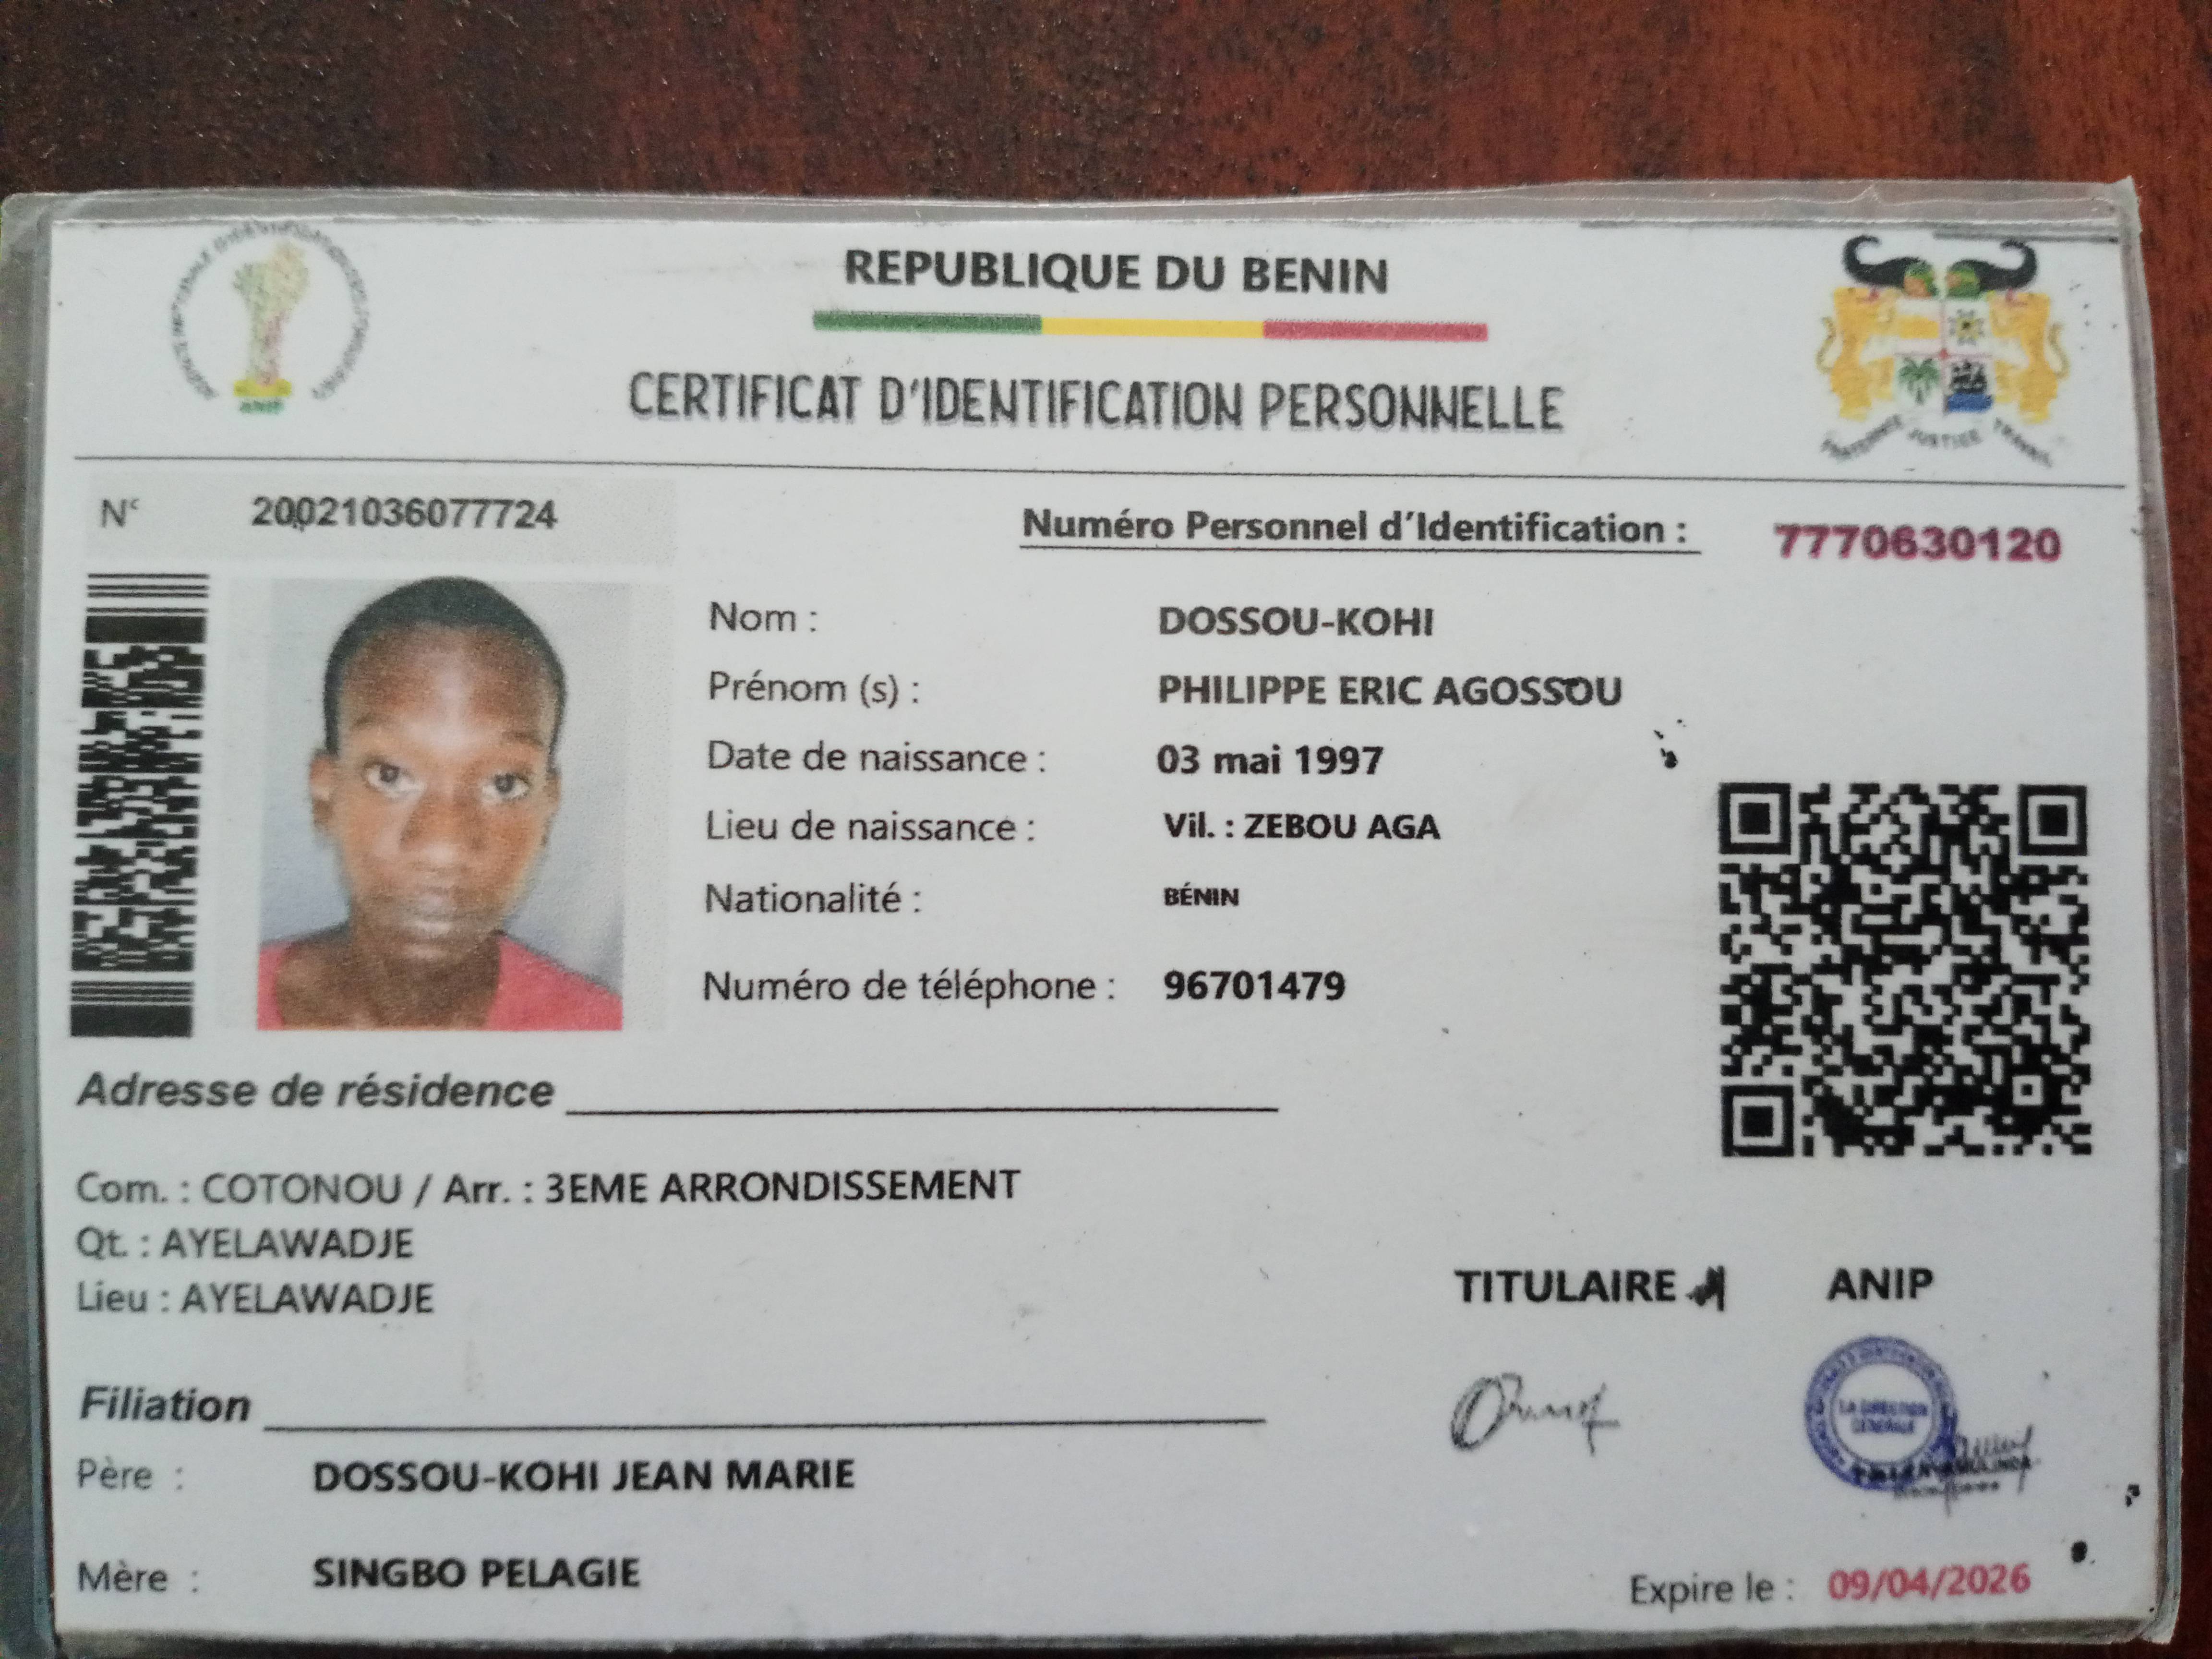 REPUBLIQUE DU BENIN
CERTIFICAT D'IDENTIFICATION PERSONNELLE
ANIP
FRATERNITE JUSTICE TRAVAIL
N° 20021036077724
Numéro Personnel d'Identification : 7770630120
Nom : DOSSOU-KOHI
Prénom (s) : PHILIPPE ERIC AGOSSOU
Date de naissance : 03 mai 1997
Lieu de naissance : Vil. : ZEBOU AGA
Nationalité : BÉNIN
Numéro de téléphone : 96701479
Adresse de résidence
Com. : COTONOU / Arr. : 3EME ARRONDISSEMENT
Qt. : AYELAWADJE
Lieu : AYELAWADJE
TITULAIRE ANIP
LA DIRECTION
GENERALE
Filiation
Père : DOSSOU-KOHI JEAN MARIE
Mère : SINGBO PELAGIE
Expire le : 09/04/2026